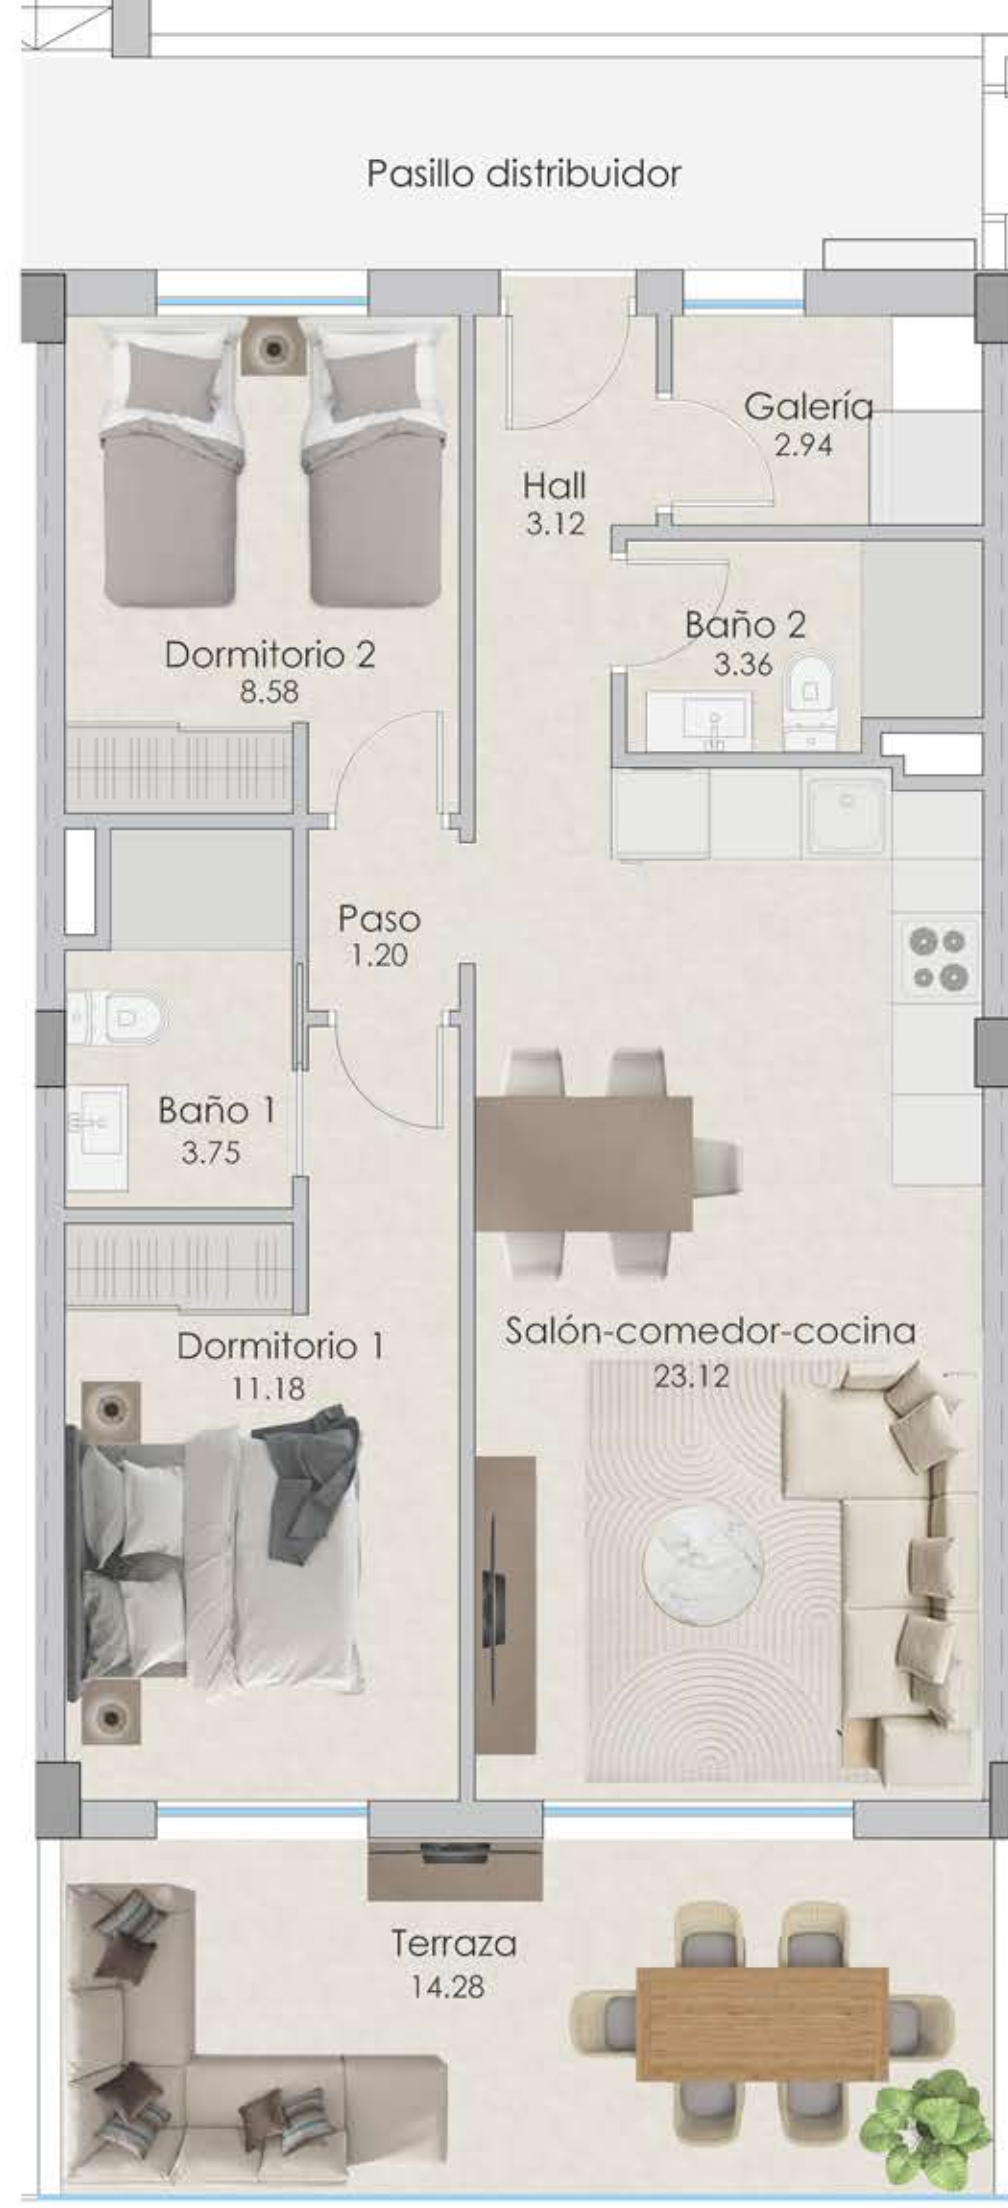 Pasillo distribuidor
Galería
2.94
Hall
3.12
Baño 2
3.36
Dormitorio 2
8.58
Paso
1.20
Baño 1
3.75
Salón-comedor-cocina
23.12
Dormitorio 1
11.18
Terraza
14.28